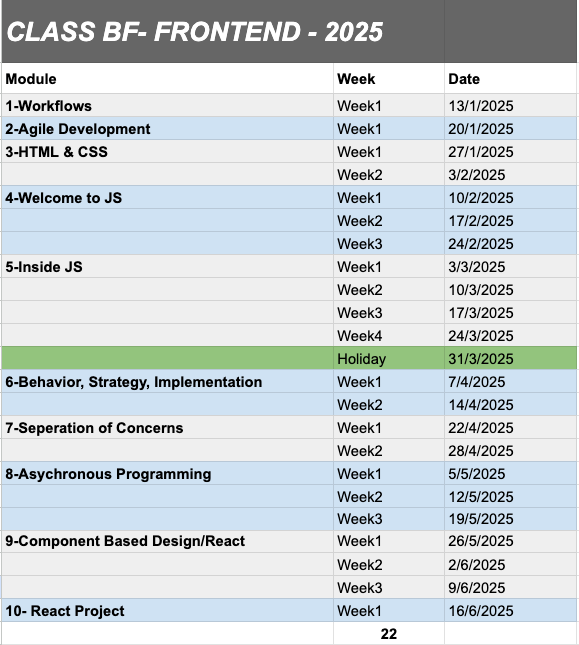 CLASS BF- FRONTEND - 2025
Module Week Date
1-Workflows Week1 13/1/2025
2-Agile Development Week1 20/1/2025
3-HTML & CSS Week1 27/1/2025
Week2 3/2/2025
4-Welcome to JS Week1 10/2/2025
Week2 17/2/2025
Week3 24/2/2025
5-Inside JS Week1 3/3/2025
Week2 10/3/2025
Week3 17/3/2025
Week4 24/3/2025
Holiday 31/3/2025
6-Behavior, Strategy, Implementation Week1 7/4/2025
Week2 14/4/2025
7-Seperation of Concerns Week1 22/4/2025
Week2 28/4/2025
8-Asychronous Programming Week1 5/5/2025
Week2 12/5/2025
Week3 19/5/2025
9-Component Based Design/React Week1 26/5/2025
Week2 2/6/2025
Week3 9/6/2025
10- React Project Week1 16/6/2025
22